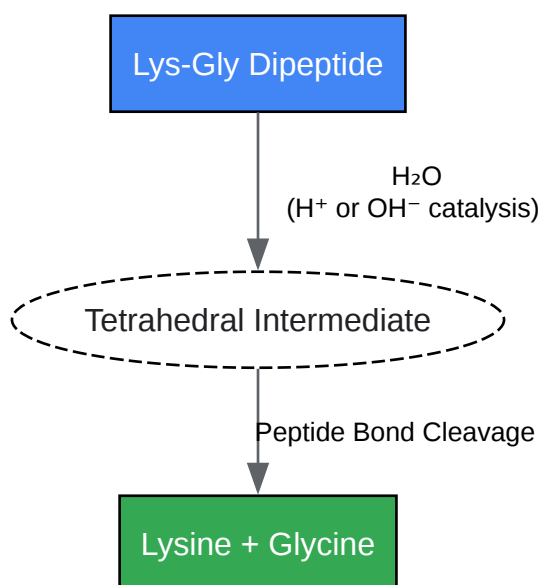 Lys-Gly Dipeptide
H₂O
(H⁺ or OH⁻ catalysis)
Tetrahedral Intermediate
Peptide Bond Cleavage
Lysine + Glycine